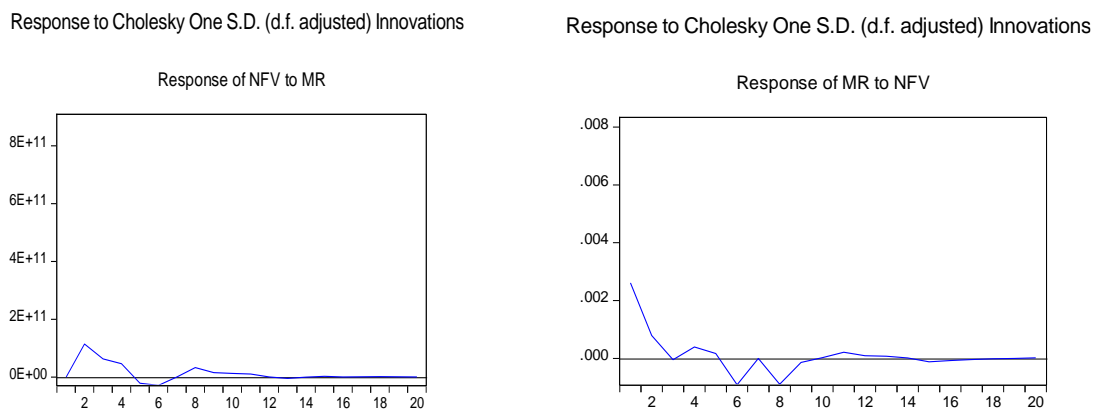 Response to Cholesky One S.D. (d.f. adjusted) Innovations
Response of NFV to MR
8E+11
6E+11
4E+11
2E+11
0E+00
2 4 6 8 10 12 14 16 18 20
Response to Cholesky One S.D. (d.f. adjusted) Innovations
Response of MR to NFV
.008
.006
.004
.002
.000
2 4 6 8 10 12 14 16 18 20